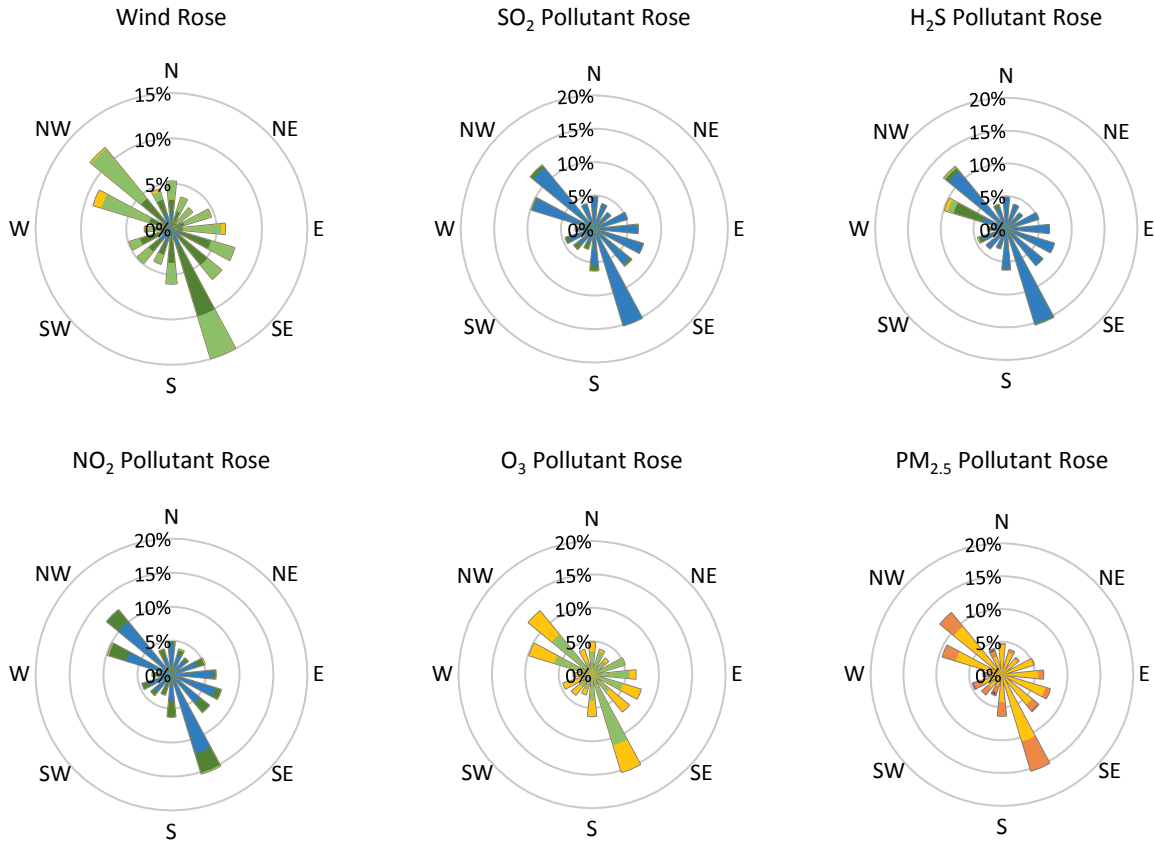 Wind Rose
N
15%
NW
NE
10%
5%
W
0%
E
SW
SE
S
SO₂ Pollutant Rose
N
20%
15%
NW
NE
10%
5%
W
0%
E
SW
SE
S
H₂S Pollutant Rose
N
20%
15%
NW
NE
10%
5%
W
0%
E
SW
SE
S
NO₂ Pollutant Rose
N
20%
15%
NW
NE
10%
5%
W
0%
E
SW
SE
S
O₃ Pollutant Rose
N
20%
15%
NW
NE
10%
5%
W
0%
E
SW
SE
S
PM₂.₅ Pollutant Rose
N
20%
15%
NW
NE
10%
5%
W
0%
E
SW
SE
S